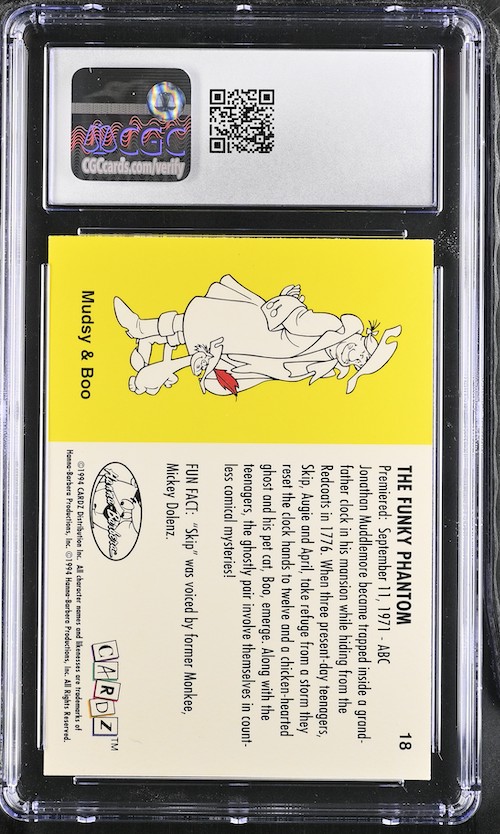 CGC
CGCcards.com/verify
Mudsy & Boo
THE FUNKY PHANTOM
18
Premiered: September 11, 1971 - ABC
Jonathan Muddlemore became trapped inside a grand-
father clock in his mansion while hiding from the
Redcoats in 1776. When three present-day teenagers,
Skip, Augie and April, take refuge from a storm they
reset the clock hands to twelve and a chicken-hearted
ghost and his pet cat, Boo, emerge. Along with the
teenagers, the ghostly pair involve themselves in count-
less comical mysteries!
FUN FACT: "Skip" was voiced by former Monkee,
Mickey Dolenz.
Hanna-Barbera
CARDZ™
©1994 CARDZ Distribution Inc. All character names and likenesses are trademarks of
Hanna-Barbera Productions, Inc. ©1994 Hanna-Barbera Productions, Inc. All Rights Reserved.